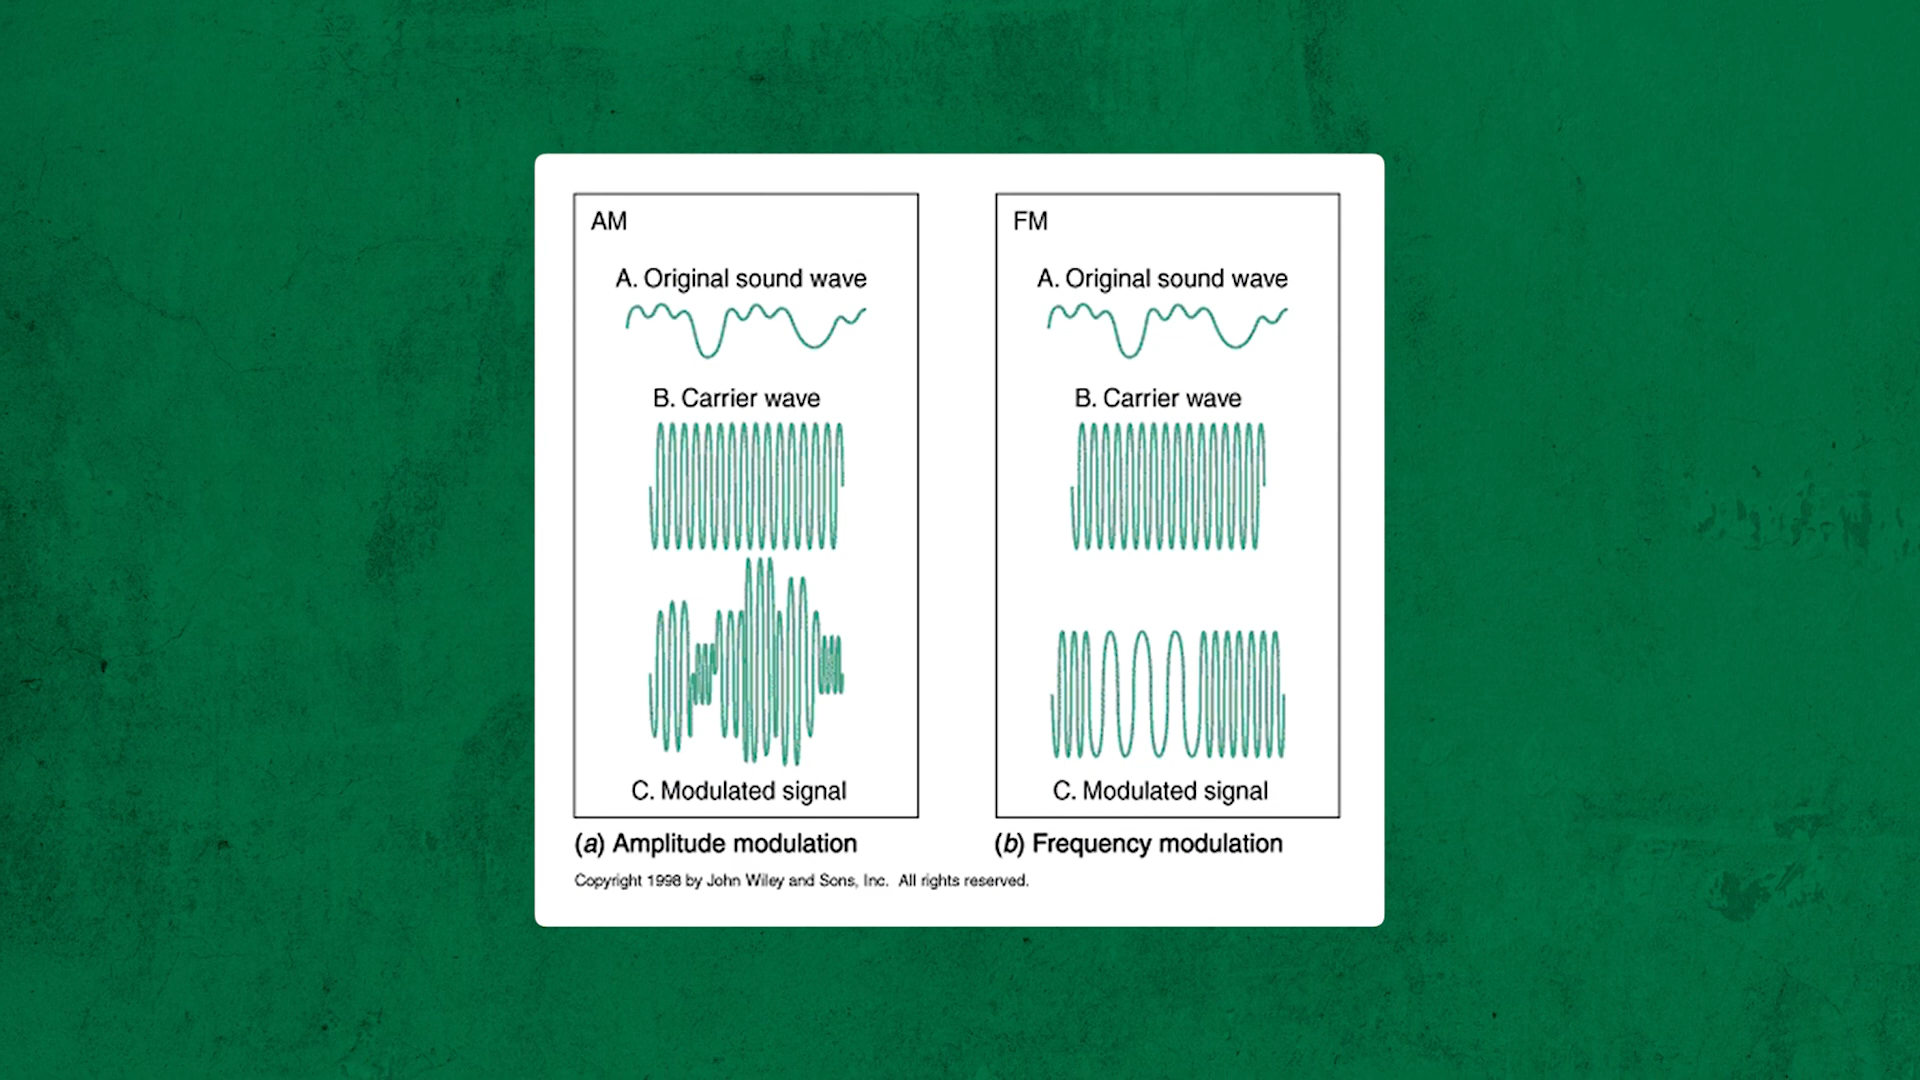 AM
A. Original sound wave
B. Carrier wave
C. Modulated signal
(a) Amplitude modulation
FM
A. Original sound wave
B. Carrier wave
C. Modulated signal
(b) Frequency modulation
Copyright 1998 by John Wiley and Sons, Inc. All rights reserved.